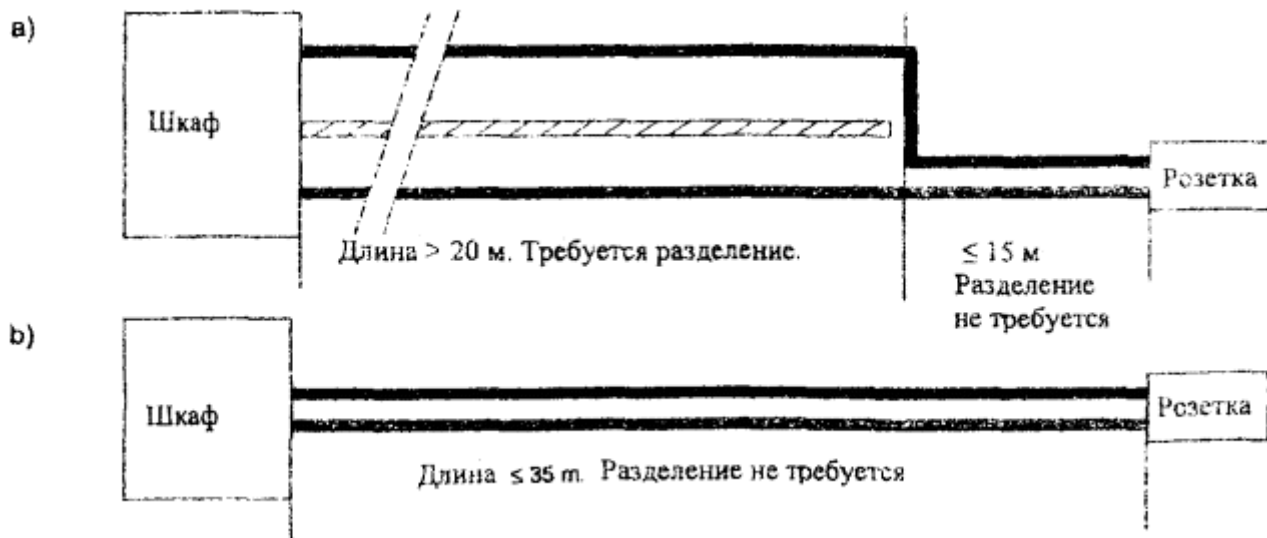 a)
Шкаф
Розетка
Длина > 20 м. Требуется разделение.
≤ 15 м
Разделение
не требуется
b)
Шкаф
Розетка
Длина ≤ 35 m. Разделение не требуется